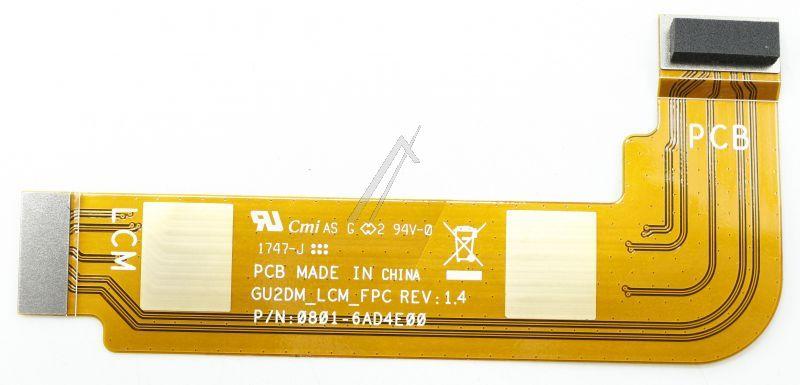 PCB
LCM
Cmi AS G 2 94V-0
1747-J
PCB MADE IN CHINA
GU2DM_LCM_FPC REV:1.4
P/N:0801-6AD4E00